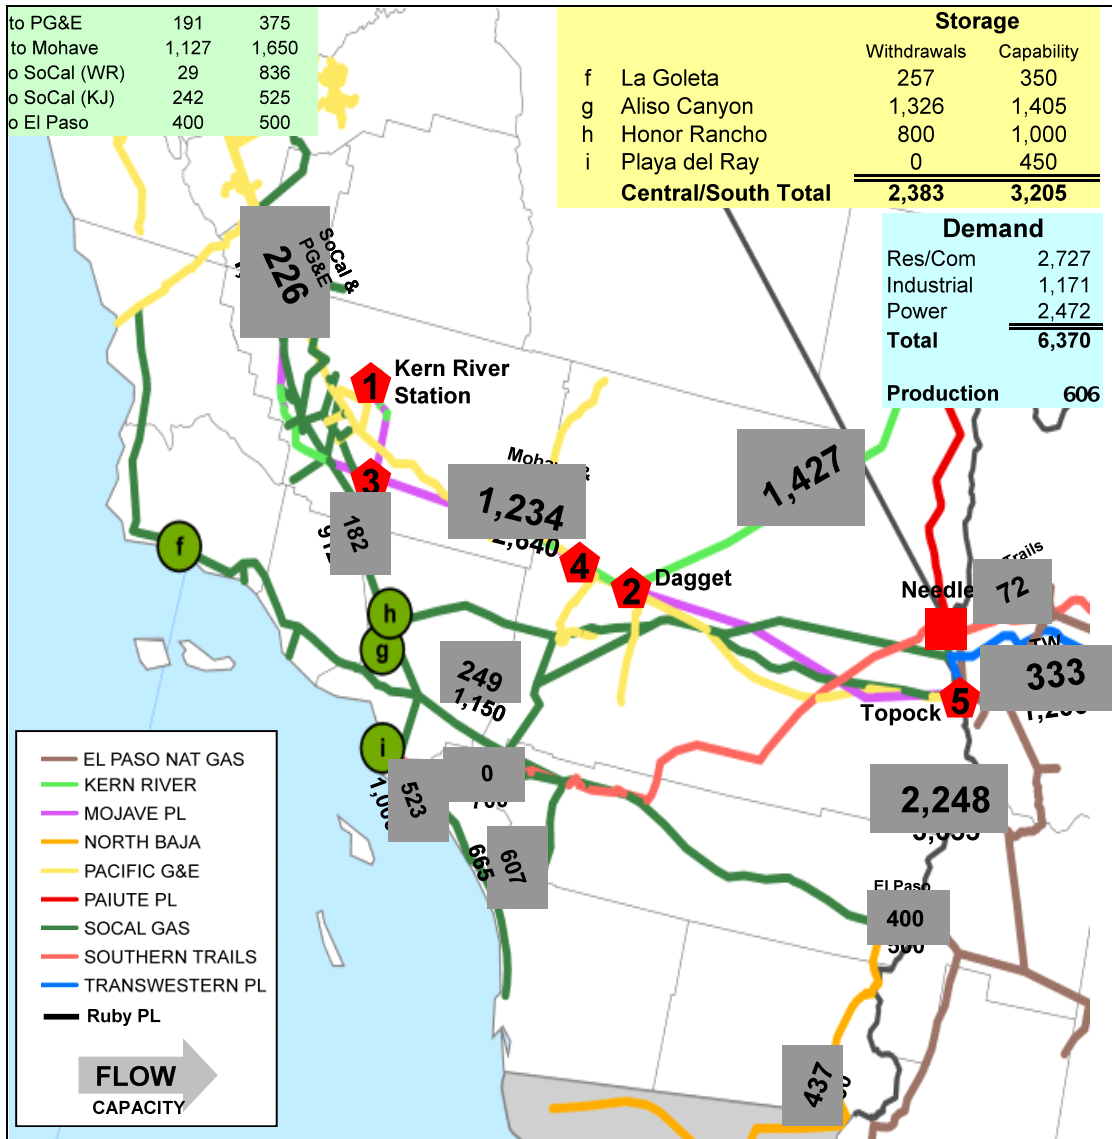 to PG&E 191 375
to Mohave 1,127 1,650
o SoCal (WR) 29 836
o SoCal (KJ) 242 525
o El Paso 400 500
Storage
Withdrawals Capability
f La Goleta 257 350
g Aliso Canyon 1,326 1,405
h Honor Rancho 800 1,000
i Playa del Ray 0 450
Central/South Total 2,383 3,205
Demand
Res/Com 2,727
Industrial 1,171
Power 2,472
Total 6,370
Production 606
SoCal &
PG&E
226
1
Kern River
Station
3
1,234
2,640
1,427
182
4
2
Dagget
f
h
g
Needle
72
Trails
TW
333
5
Topock
249
1,150
i
0
523
665
607
2,248
El Paso
400
500
437
EL PASO NAT GAS
KERN RIVER
MOJAVE PL
NORTH BAJA
PACIFIC G&E
PAIUTE PL
SOCAL GAS
SOUTHERN TRAILS
TRANSWESTERN PL
Ruby PL
FLOW
CAPACITY